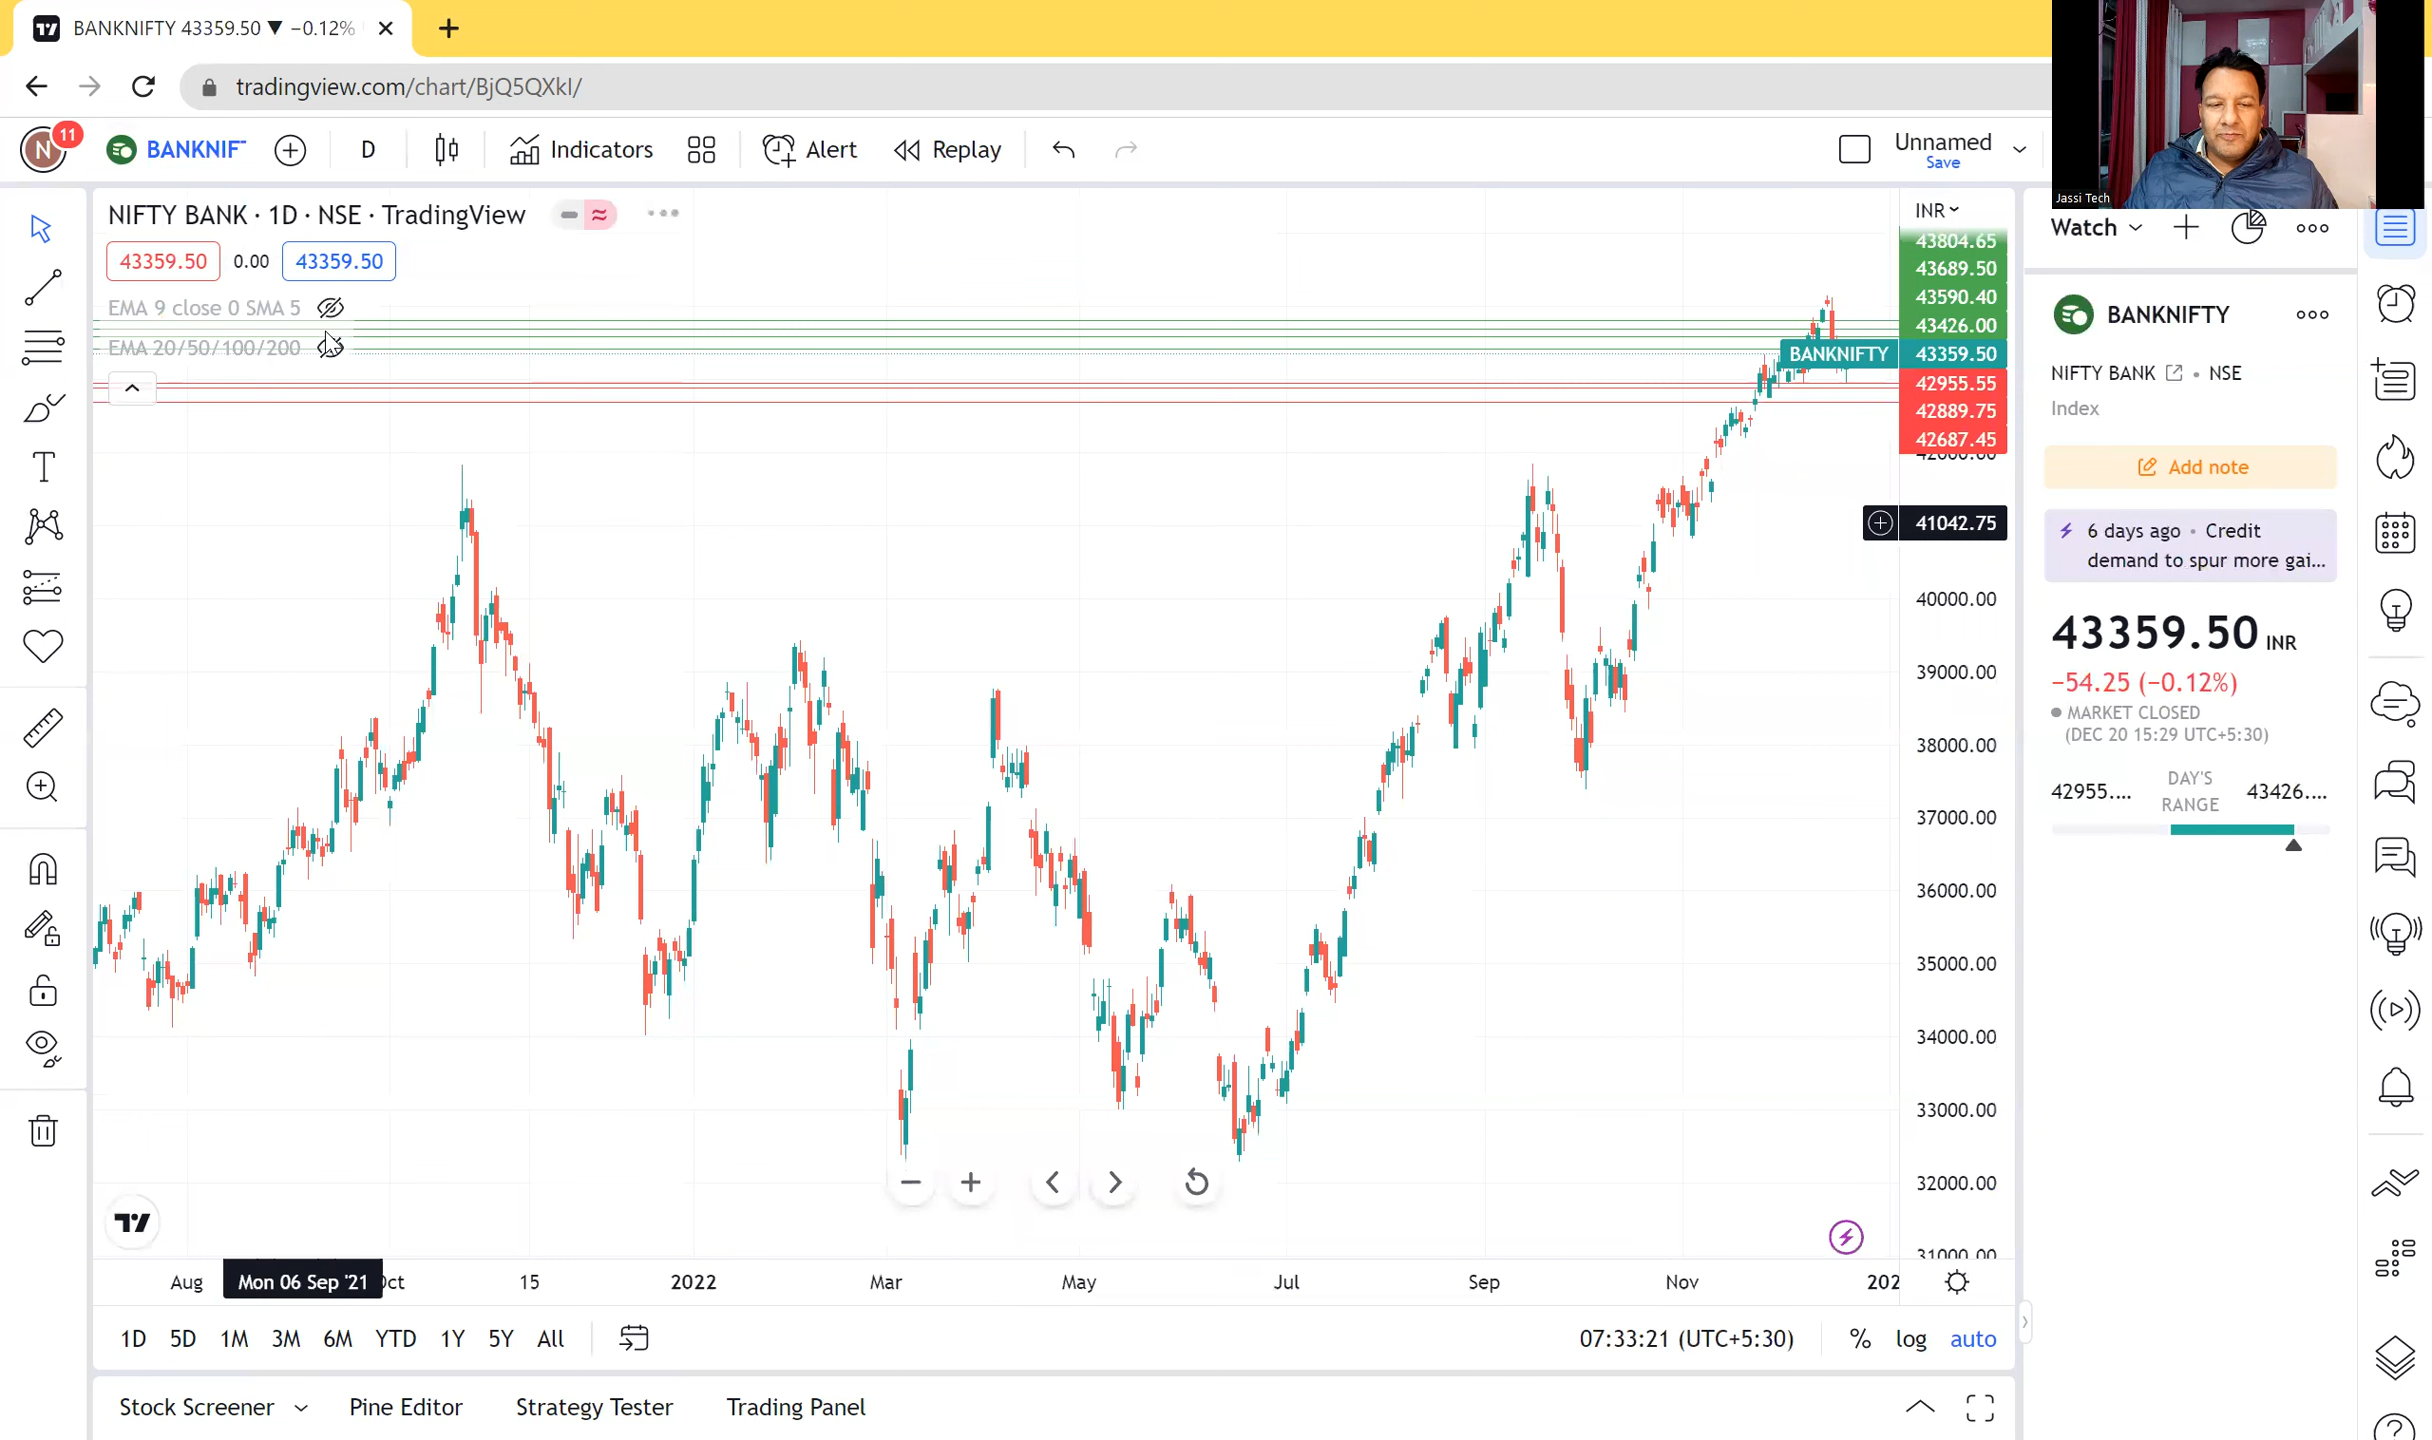 BANKNIFTY 43359.50 ▼ −0.12%
tradingview.com/chart/BjQ5QXkI/
Jassi Tech
N
11
BANKNIF
D
Indicators
Alert
Replay
Unnamed
Save
NIFTY BANK · 1D · NSE · TradingView
43359.50 0.00 43359.50
EMA 9 close 0 SMA 5
EMA 20/50/100/200
INR
43804.65
43689.50
43590.40
43426.00
BANKNIFTY 43359.50
42955.55
42889.75
42687.45
41042.75
40000.00
39000.00
38000.00
37000.00
36000.00
35000.00
34000.00
33000.00
32000.00
31000.00
Aug Mon 06 Sep '21 Oct 15 2022 Mar May Jul Sep Nov 202
1D 5D 1M 3M 6M YTD 1Y 5Y All
07:33:21 (UTC+5:30) % log auto
Stock Screener Pine Editor Strategy Tester Trading Panel
Watch
BANKNIFTY
NIFTY BANK • NSE
Index
Add note
6 days ago • Credit
demand to spur more gai...
43359.50 INR
−54.25 (−0.12%)
MARKET CLOSED
(DEC 20 15:29 UTC+5:30)
42955.... DAY'S RANGE 43426....